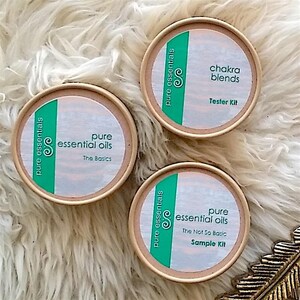 pure essentials
chakra
blends
Tester Kit
pure essentials
pure
essential oils
The Basics
pure essentials
pure
essential oils
The Not So Basic
Sample Kit